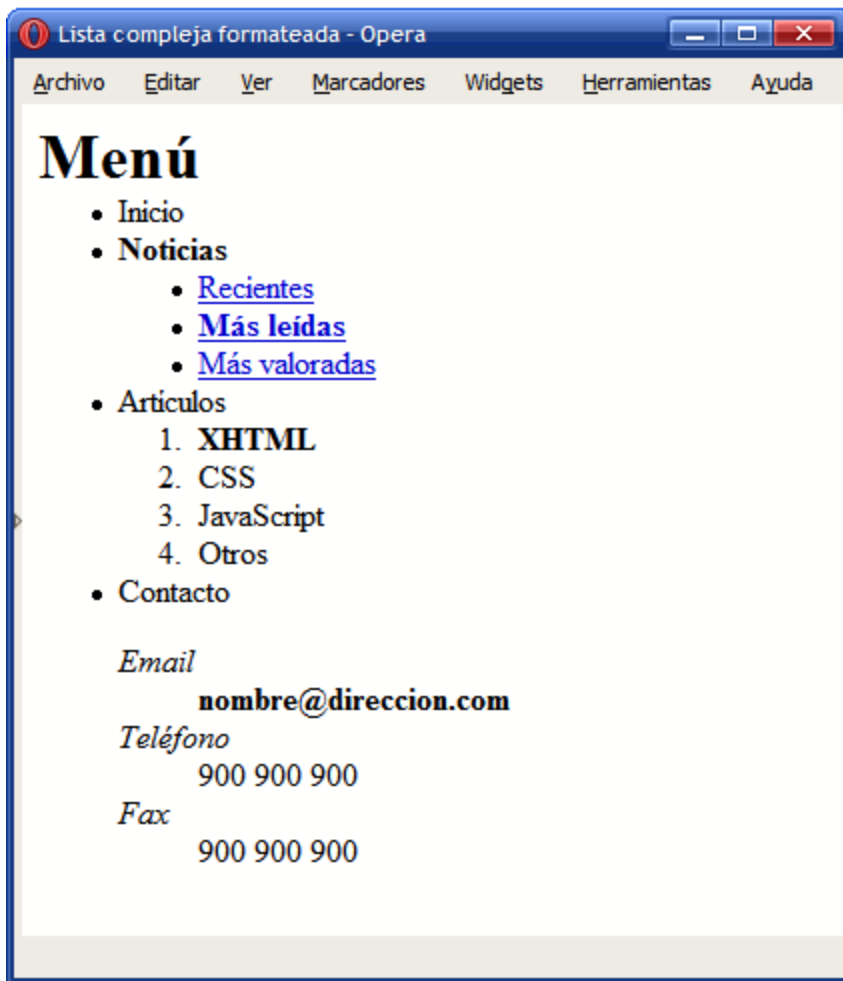 Lista compleja formateada - Opera
Archivo Editar Ver Marcadores Widgets Herramientas Ayuda
Menú
• Inicio
• Noticias
• Recientes
• Más leídas
• Más valoradas
• Artículos
1. XHTML
2. CSS
3. JavaScript
4. Otros
• Contacto
Email
nombre@direccion.com
Teléfono
900 900 900
Fax
900 900 900